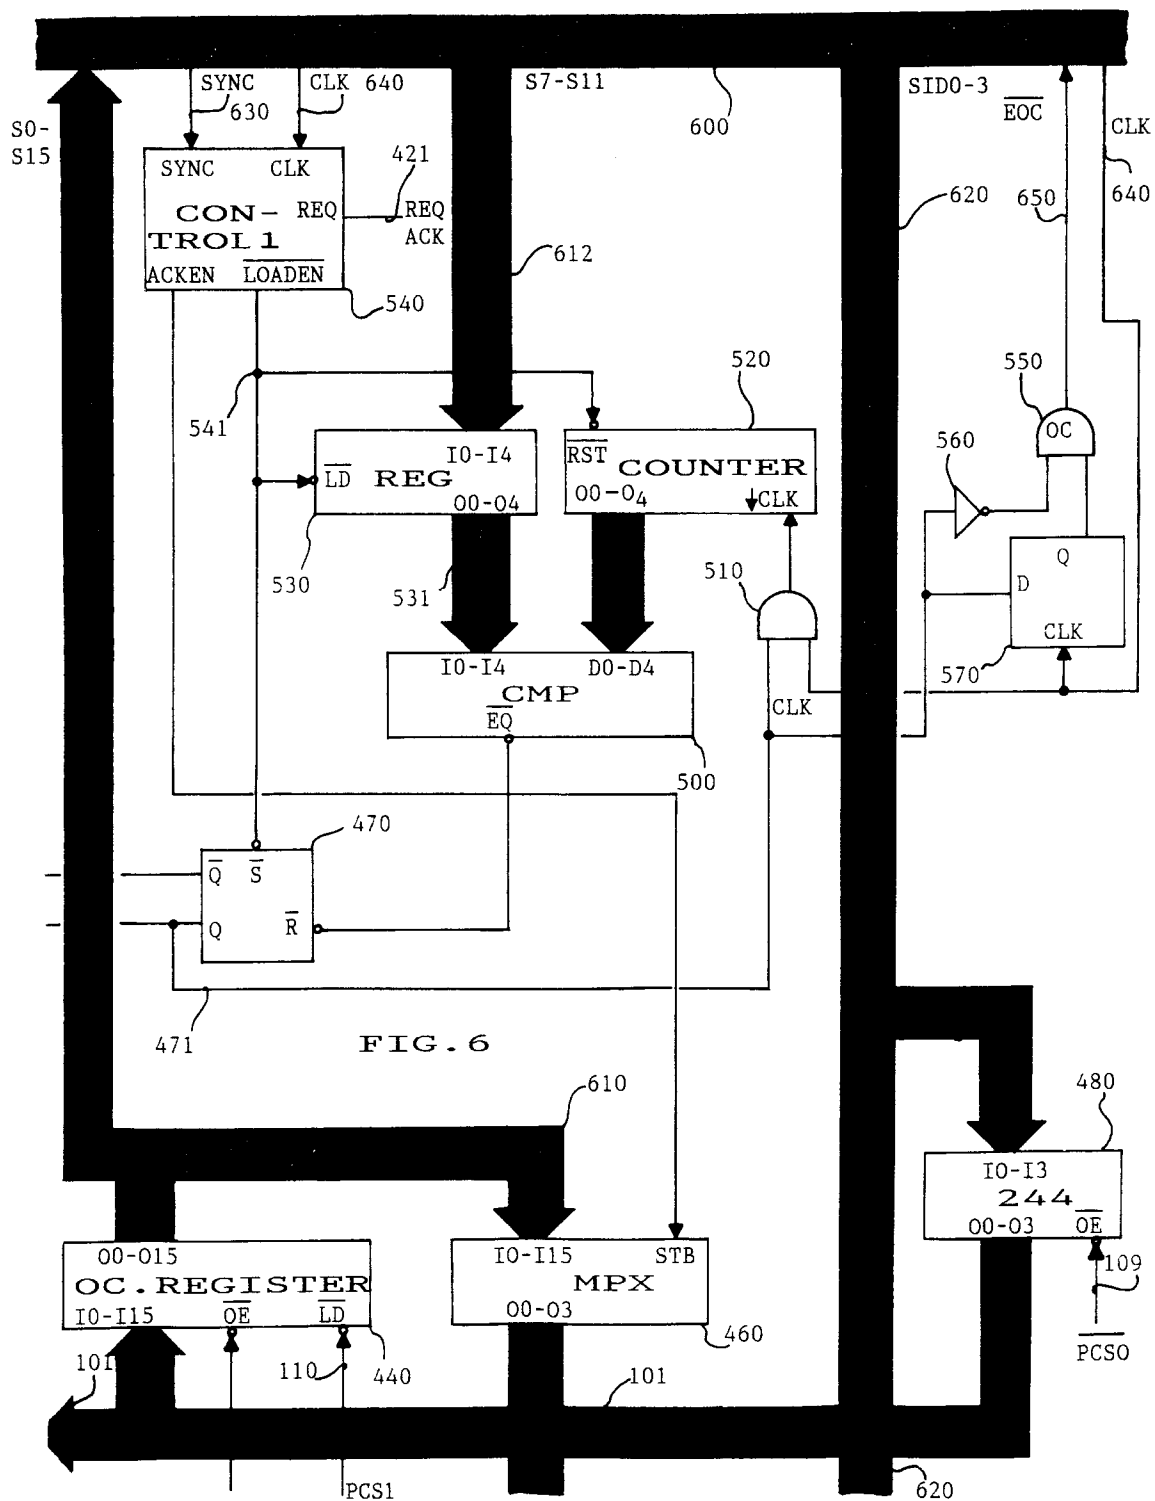 SYNC
630
CLK
640
S7-S11
600
SID0-3
EOC
CLK
640
S0-
S15
SYNC
CLK
421
CON-
TROL1
REQ
REQ
ACK
ACKEN
LOADEN
540
612
620
650
541
520
550
OC
560
I0-I4
LD
REG
O0-O4
530
RST
COUNTER
O0-O4
CLK
531
510
Q
D
CLK
570
I0-I4
D0-D4
CMP
EQ
500
CLK
470
Q
S
Q
R
471
FIG.6
610
480
I0-I3
244
O0-O3
OE
109
PCS0
O0-O15
OC.REGISTER
I0-I15
OE
LD
440
I0-I15
STB
MPX
O0-O3
460
101
110
101
PCS1
620